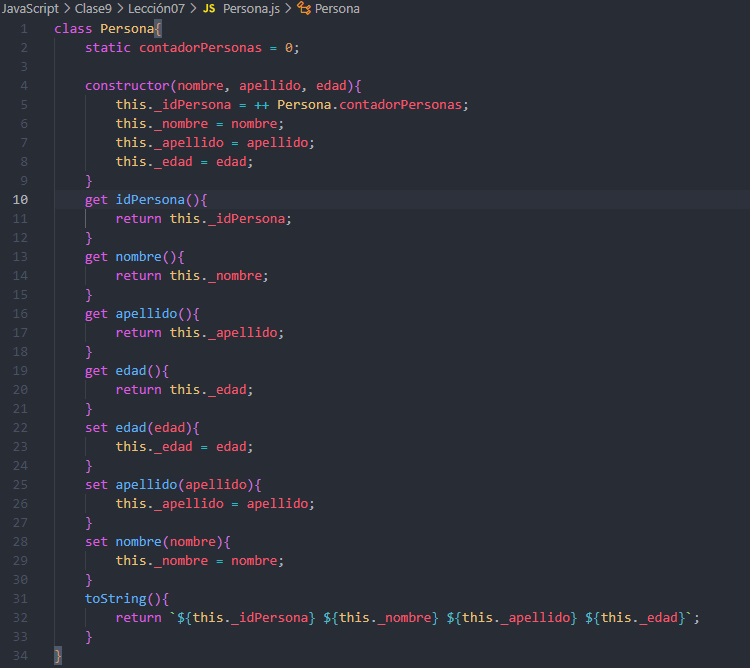 JavaScript > Clase9 > Lección07 > JS Persona.js > Persona
1 class Persona{
2     static contadorPersonas = 0;
3
4     constructor(nombre, apellido, edad){
5         this._idPersona = ++ Persona.contadorPersonas;
6         this._nombre = nombre;
7         this._apellido = apellido;
8         this._edad = edad;
9     }
10     get idPersona(){
11         return this._idPersona;
12     }
13     get nombre(){
14         return this._nombre;
15     }
16     get apellido(){
17         return this._apellido;
18     }
19     get edad(){
20         return this._edad;
21     }
22     set edad(edad){
23         this._edad = edad;
24     }
25     set apellido(apellido){
26         this._apellido = apellido;
27     }
28     set nombre(nombre){
29         this._nombre = nombre;
30     }
31     toString(){
32         return `${this._idPersona} ${this._nombre} ${this._apellido} ${this._edad}`;
33     }
34 }